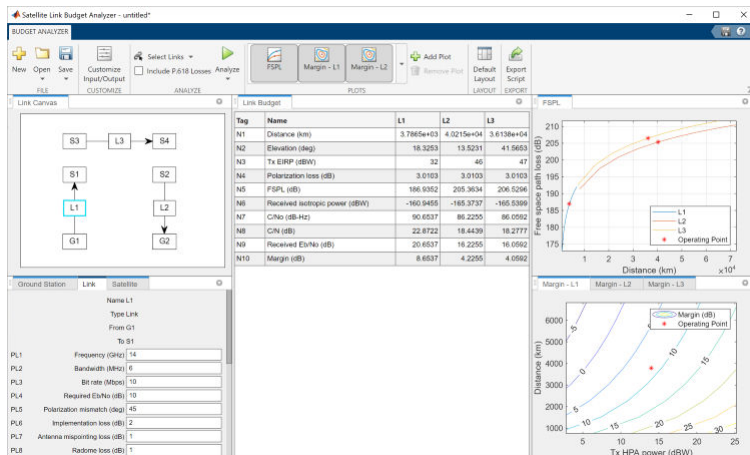 Satellite Link Budget Analyzer - untitled*
BUDGET ANALYZER
New Open Save Customize Input/Output Select Links Include P.618 Losses Analyze FSPL Margin - L1 Margin - L2 Add Plot Remove Plot Default Layout Export Script
FILE CUSTOMIZE ANALYZE PLOTS LAYOUT EXPORT
Link Canvas
S3 L3 S4
S1 S2
L1 L2
G1 G2
Ground Station Link Satellite
Name L1
Type Link
From G1
To S1
PL1 Frequency (GHz) 14
PL2 Bandwidth (MHz) 6
PL3 Bit rate (Mbps) 10
PL4 Required Eb/No (dB) 10
PL5 Polarization mismatch (deg) 45
PL6 Implementation loss (dB) 2
PL7 Antenna mispointing loss (dB) 1
PL8 Radome loss (dB) 1
Link Budget
Tag Name L1 L2 L3
N1 Distance (km) 3.7865e+03 4.0215e+04 3.6138e+04
N2 Elevation (deg) 18.3253 13.5231 41.5653
N3 Tx EIRP (dBW) 32 46 47
N4 Polarization loss (dB) 3.0103 3.0103 3.0103
N5 FSPL (dB) 186.9352 205.3634 206.5296
N6 Received isotropic power (dBW) -160.9455 -165.3737 -165.5399
N7 C/No (dB-Hz) 90.6537 86.2255 86.0592
N8 C/N (dB) 22.8722 18.4439 18.2777
N9 Received Eb/No (dB) 20.6537 16.2255 16.0592
N10 Margin (dB) 8.6537 4.2255 4.0592
FSPL
Free space path loss (dB)
210
205
200
195
190
185
180
175
L1
L2
L3
Operating Point
1 2 3 4 5 6 7
Distance (km) ×10⁴
Margin - L1 Margin - L2 Margin - L3
Distance (km)
6000
5000
4000
3000
2000
1000
Margin (dB)
Operating Point
-5
0
5
10
15
10
15
20
25
30
5 10 15 20 25
Tx HPA power (dBW)